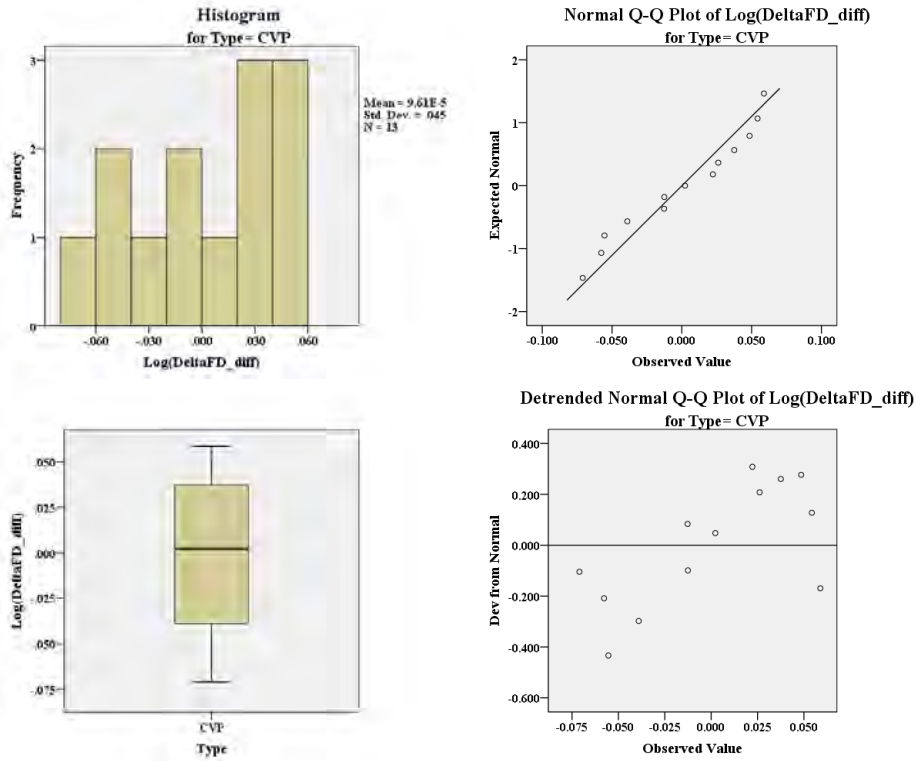 Histogram
for Type= CVP
3
2
1
0
Frequency
-.060 -.030 .000 .030 .060
Log(DeltaFD_diff)
Mean = 9.61E-5
Std. Dev. = .045
N = 13
Normal Q-Q Plot of Log(DeltaFD_diff)
for Type= CVP
2
1
0
-1
-2
Expected Normal
-0.100 -0.050 0.000 0.050 0.100
Observed Value
.050
.025
.000
-.025
-.050
-.075
Log(DeltaFD_diff)
CVP
Type
Detrended Normal Q-Q Plot of Log(DeltaFD_diff)
for Type= CVP
0.400
0.200
0.000
-0.200
-0.400
-0.600
Dev from Normal
-0.075 -0.050 -0.025 0.000 0.025 0.050
Observed Value